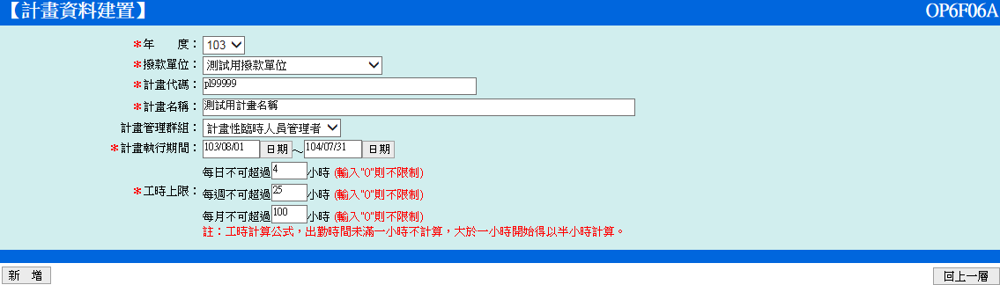 【計畫資料建置】 OP6F06A
*年 度： 103
*撥款單位： 測試用撥款單位
*計畫代碼： pl99999
*計畫名稱： 測試用計畫名稱
計畫管理群組： 計畫性臨時人員管理者
*計畫執行期間： 103/08/01 日期 ～ 104/07/31 日期
每日不可超過 4 小時 (輸入"0"則不限制)
*工時上限： 每週不可超過 25 小時 (輸入"0"則不限制)
每月不可超過 100 小時 (輸入"0"則不限制)
註：工時計算公式，出勤時間未滿一小時不計算，大於一小時開始得以半小時計算。
新 增 回上一層